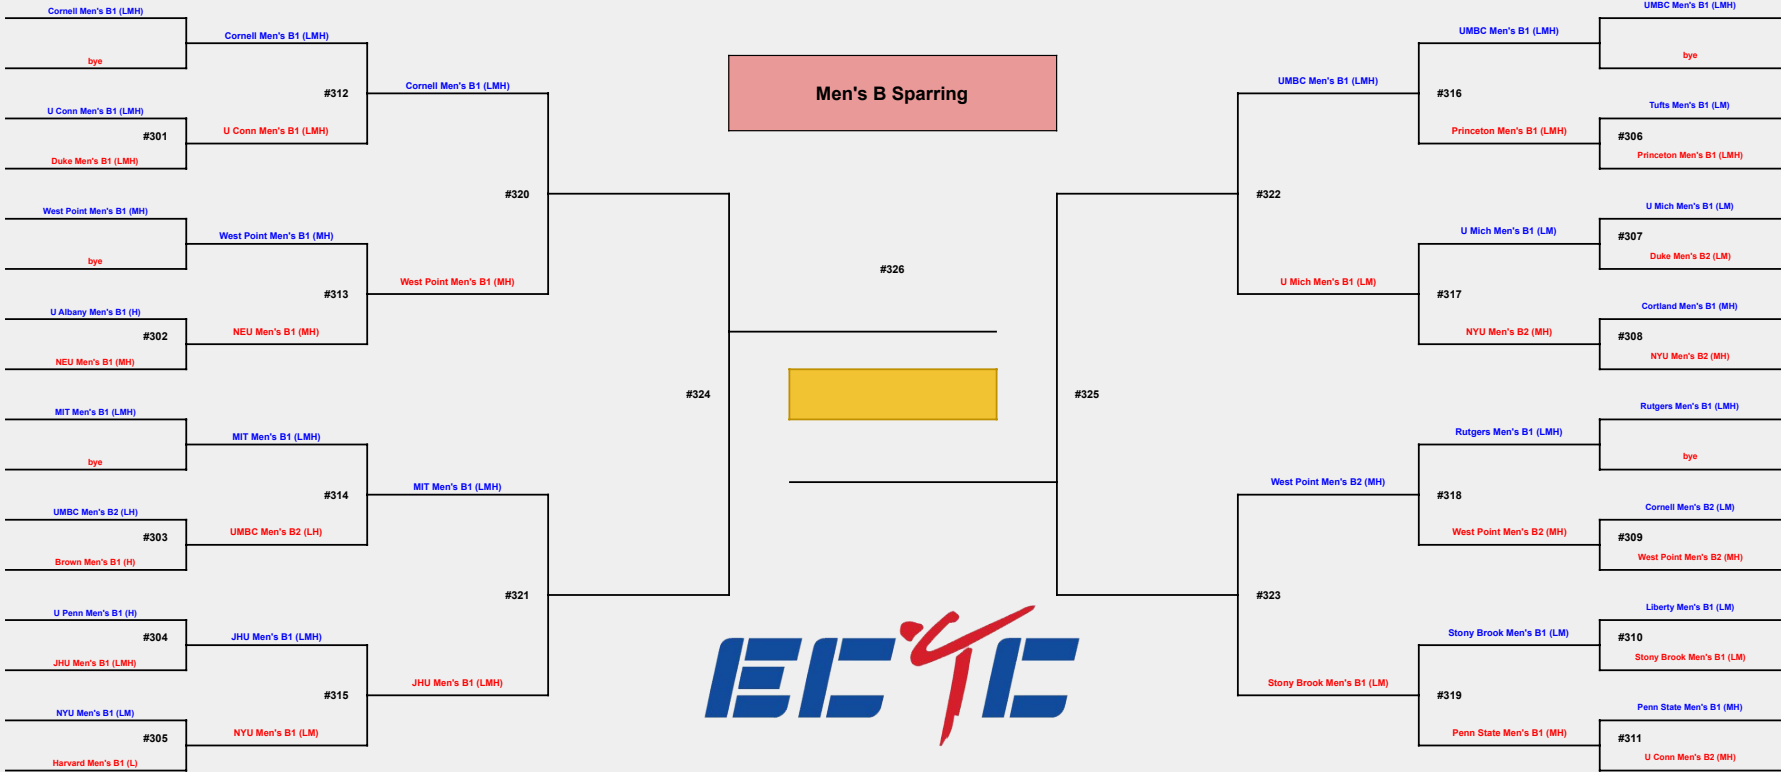 Cornell Men's B1 (LMH)
bye
U Conn Men's B1 (LMH)
#301
Duke Men's B1 (LMH)
West Point Men's B1 (MH)
bye
U Albany Men's B1 (H)
#302
NEU Men's B1 (MH)
MIT Men's B1 (LMH)
bye
UMBC Men's B2 (LH)
#303
Brown Men's B1 (H)
U Penn Men's B1 (H)
#304
JHU Men's B1 (LMH)
NYU Men's B1 (LM)
#305
Harvard Men's B1 (L)
Cornell Men's B1 (LMH)
#312
U Conn Men's B1 (LMH)
West Point Men's B1 (MH)
#313
NEU Men's B1 (MH)
MIT Men's B1 (LMH)
#314
UMBC Men's B2 (LH)
JHU Men's B1 (LMH)
#315
NYU Men's B1 (LM)
Cornell Men's B1 (LMH)
#320
West Point Men's B1 (MH)
MIT Men's B1 (LMH)
#321
JHU Men's B1 (LMH)
#324
Men's B Sparring
#326
ECTC
#325
UMBC Men's B1 (LMH)
#322
U Mich Men's B1 (LM)
West Point Men's B2 (MH)
#323
Stony Brook Men's B1 (LM)
UMBC Men's B1 (LMH)
#316
Princeton Men's B1 (LMH)
U Mich Men's B1 (LM)
#317
NYU Men's B2 (MH)
Rutgers Men's B1 (LMH)
#318
West Point Men's B2 (MH)
Stony Brook Men's B1 (LM)
#319
Penn State Men's B1 (MH)
UMBC Men's B1 (LMH)
bye
Tufts Men's B1 (LM)
#306
Princeton Men's B1 (LMH)
U Mich Men's B1 (LM)
#307
Duke Men's B2 (LM)
Cortland Men's B1 (MH)
#308
NYU Men's B2 (MH)
Rutgers Men's B1 (LMH)
bye
Cornell Men's B2 (LM)
#309
West Point Men's B2 (MH)
Liberty Men's B1 (LM)
#310
Stony Brook Men's B1 (LM)
Penn State Men's B1 (MH)
#311
U Conn Men's B2 (MH)